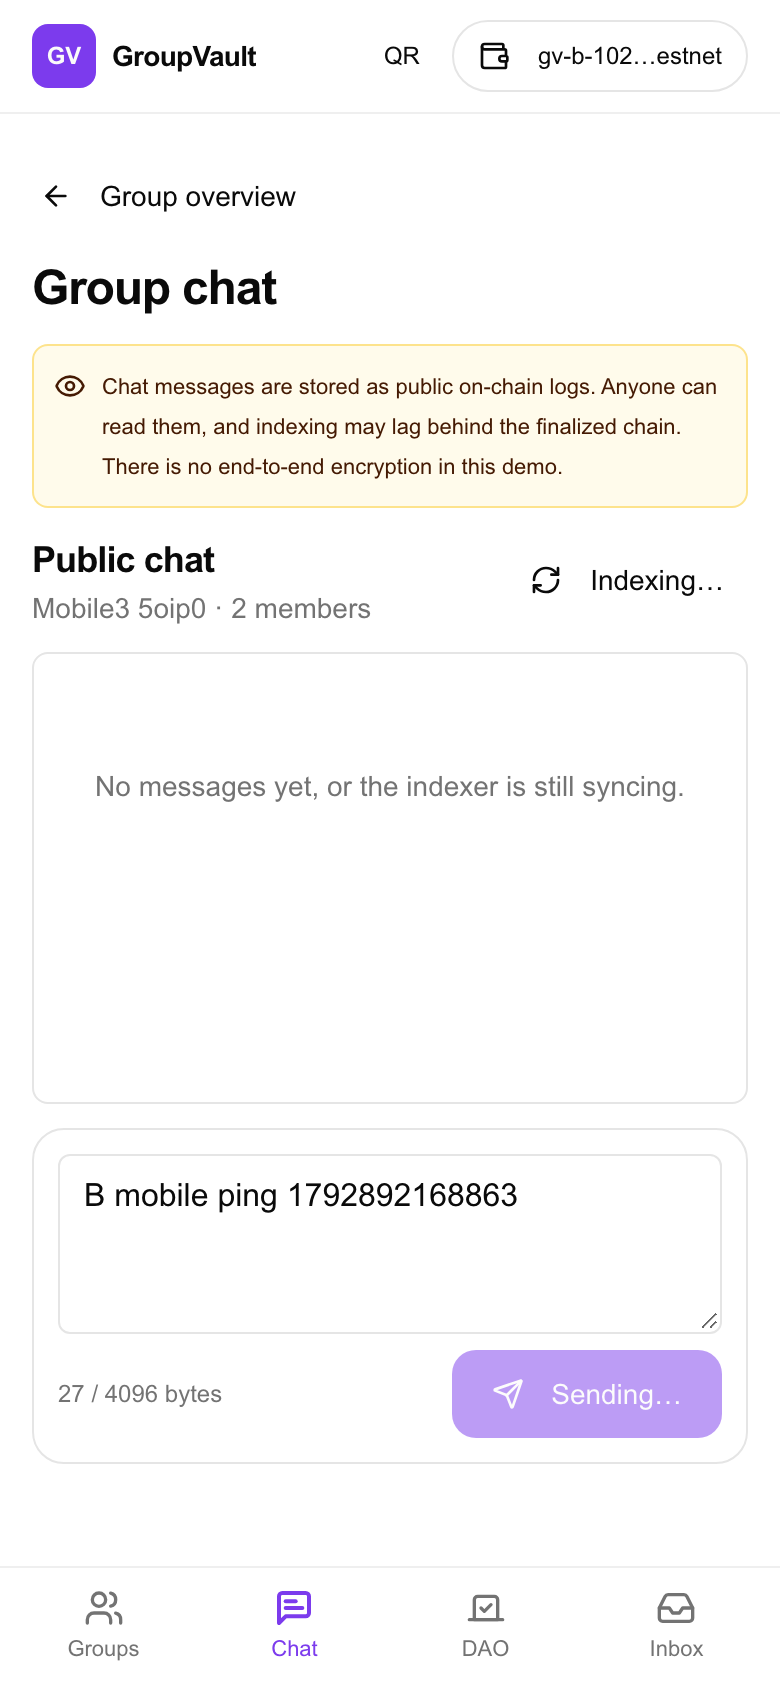 GV GroupVault QR gv-b-102…estnet
Group overview
Group chat
Chat messages are stored as public on-chain logs. Anyone can
read them, and indexing may lag behind the finalized chain.
There is no end-to-end encryption in this demo.
Public chat
Mobile3 5oip0 · 2 members
Indexing…
No messages yet, or the indexer is still syncing.
B mobile ping 1792892168863
27 / 4096 bytes
Sending…
Groups Chat DAO Inbox